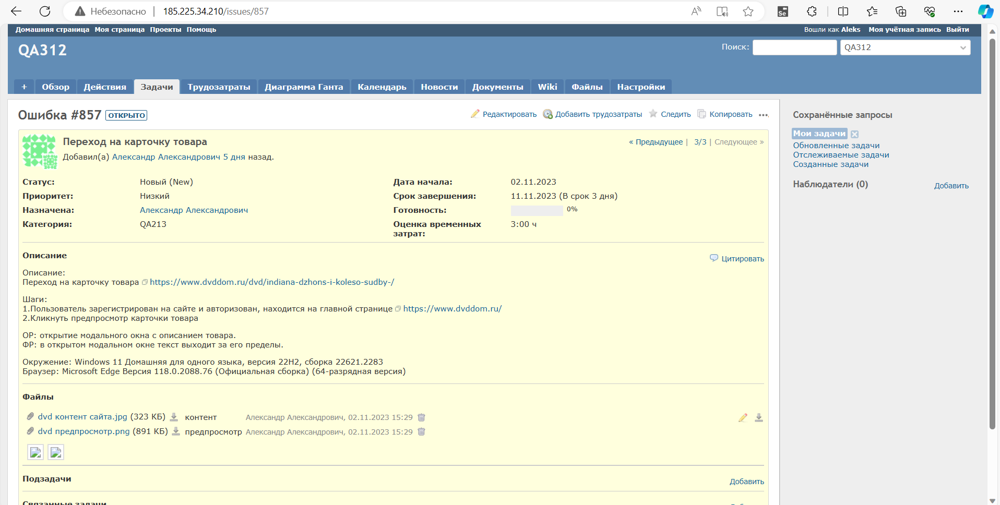 Небезопасно
185.225.34.210/issues/857
Домашняя страница Моя страница Проекты Помощь
Вошли как Aleks Моя учётная запись Выйти
QA312
Поиск: QA312
+ Обзор Действия Задачи Трудозатраты Диаграмма Ганта Календарь Новости Документы Wiki Файлы Настройки
Ошибка #857 ОТКРЫТО
Редактировать Добавить трудозатраты Следить Копировать
Переход на карточку товара
« Предыдущее | 3/3 | Следующее »
Добавил(а) Александр Александрович 5 дня назад.
Статус: Новый (New) Дата начала: 02.11.2023
Приоритет: Низкий Срок завершения: 11.11.2023 (В срок 3 дня)
Назначена: Александр Александрович Готовность: 0%
Категория: QA213 Оценка временных затрат: 3:00 ч
Описание
Цитировать
Описание:
Переход на карточку товара https://www.dvddom.ru/dvd/indiana-dzhons-i-koleso-sudby-/
Шаги:
1.Пользователь зарегистрирован на сайте и авторизован, находится на главной странице https://www.dvddom.ru/
2.Кликнуть предпросмотр карточки товара
ОР: открытие модального окна с описанием товара.
ФР: в открытом модальном окне текст выходит за его пределы.
Окружение: Windows 11 Домашняя для одного языка, версия 22H2, сборка 22621.2283
Браузер: Microsoft Edge Версия 118.0.2088.76 (Официальная сборка) (64-разрядная версия)
Файлы
dvd контент сайта.jpg (323 КБ) контент Александр Александрович, 02.11.2023 15:29
dvd предпросмотр.png (891 КБ) предпросмотр Александр Александрович, 02.11.2023 15:29
Подзадачи
Добавить
Связанные задачи
Сохранённые запросы
Мои задачи
Обновленные задачи
Отслеживаемые задачи
Созданные задачи
Наблюдатели (0)
Добавить